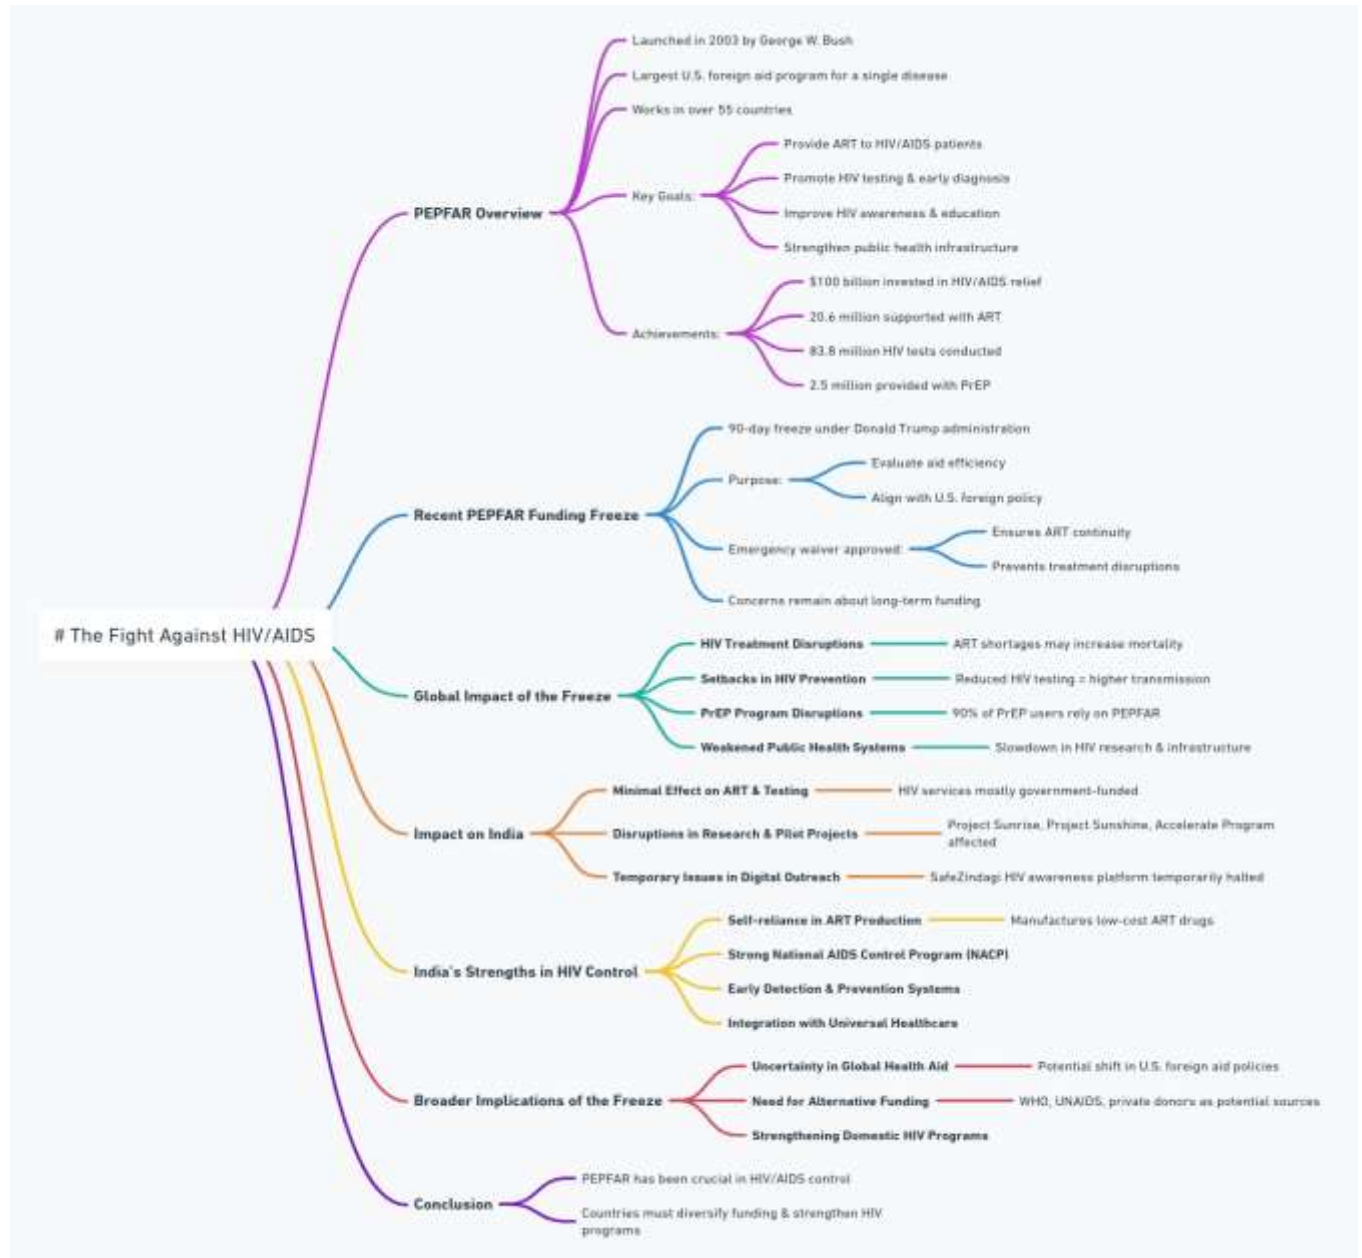 # The Fight Against HIV/AIDS
PEPFAR Overview
Launched in 2003 by George W. Bush
Largest U.S. foreign aid program for a single disease
Works in over 55 countries
Key Goals:
Provide ART to HIV/AIDS patients
Promote HIV testing & early diagnosis
Improve HIV awareness & education
Strengthen public health infrastructure
Achievements:
$100 billion invested in HIV/AIDS relief
20.6 million supported with ART
83.8 million HIV tests conducted
2.5 million provided with PrEP
Recent PEPFAR Funding Freeze
90-day freeze under Donald Trump administration
Purpose:
Evaluate aid efficiency
Align with U.S. foreign policy
Emergency waiver approved:
Ensures ART continuity
Prevents treatment disruptions
Concerns remain about long-term funding
Global Impact of the Freeze
HIV Treatment Disruptions
ART shortages may increase mortality
Setbacks in HIV Prevention
Reduced HIV testing = higher transmission
PrEP Program Disruptions
90% of PrEP users rely on PEPFAR
Weakened Public Health Systems
Slowdown in HIV research & infrastructure
Impact on India
Minimal Effect on ART & Testing
HIV services mostly government-funded
Disruptions in Research & Pilot Projects
Project Sunrise, Project Sunshine, Accelerate Program
affected
Temporary Issues in Digital Outreach
SafeZindagi HIV awareness platform temporarily halted
India's Strengths in HIV Control
Self-reliance in ART Production
Manufactures low-cost ART drugs
Strong National AIDS Control Program (NACP)
Early Detection & Prevention Systems
Integration with Universal Healthcare
Broader Implications of the Freeze
Uncertainty in Global Health Aid
Potential shift in U.S. foreign aid policies
Need for Alternative Funding
WHO, UNAIDS, private donors as potential sources
Strengthening Domestic HIV Programs
Conclusion
PEPFAR has been crucial in HIV/AIDS control
Countries must diversify funding & strengthen HIV
programs